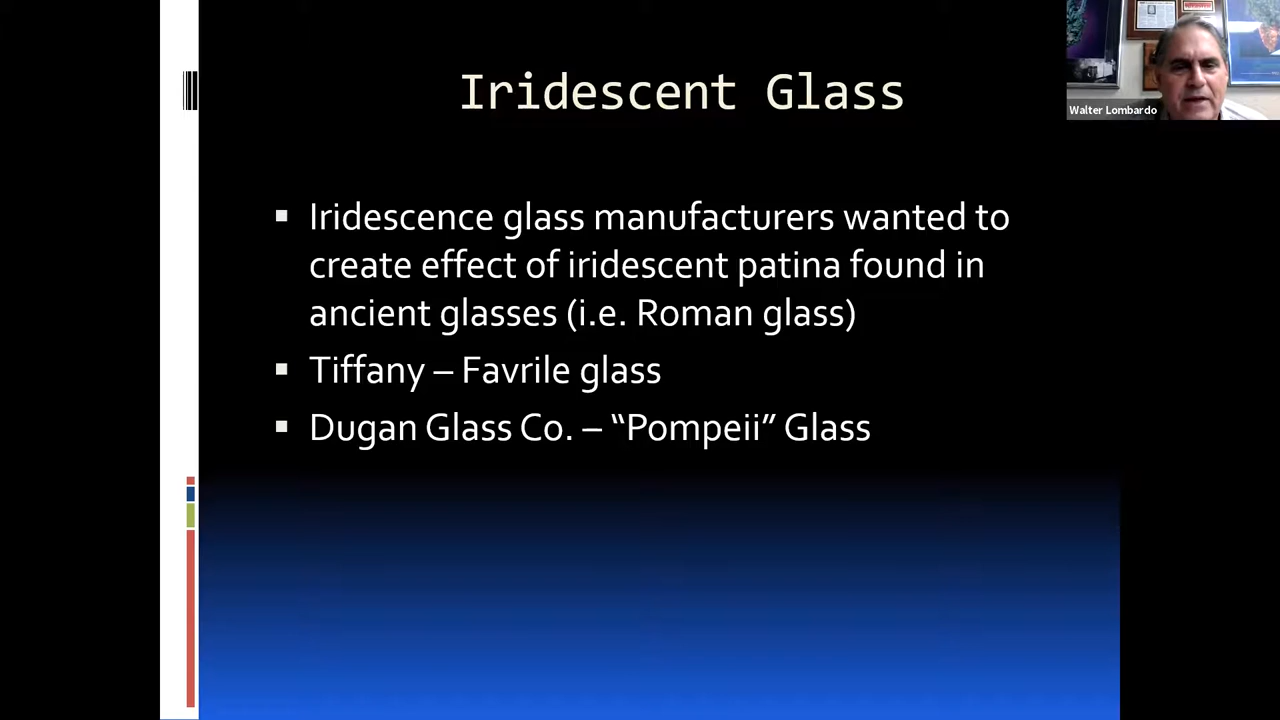 Iridescent Glass
Walter Lombardo
Iridescence glass manufacturers wanted to
create effect of iridescent patina found in
ancient glasses (i.e. Roman glass)
Tiffany – Favrile glass
Dugan Glass Co. – “Pompeii” Glass